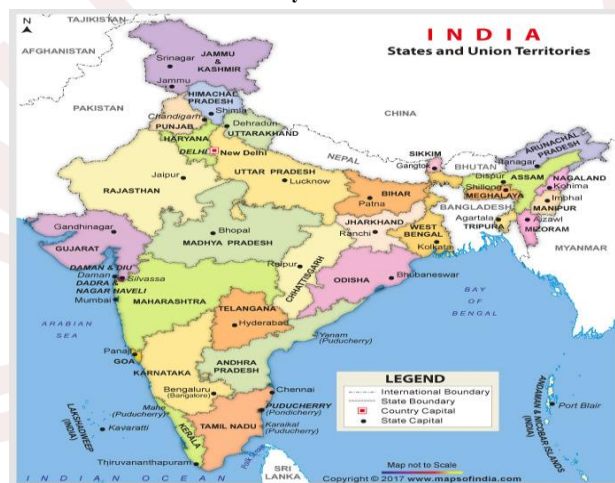 TAJIKISTAN
N
INDIA
States and Union Territories
AFGHANISTAN
JAMMU
&
KASHMIR
Srinagar
Jammu
PAKISTAN
HIMACHAL
PRADESH
Shimla
Chandigarh
PUNJAB
Dehradun
UTTARAKHAND
HARYANA
DELHI
New Delhi
CHINA
NEPAL
SIKKIM
Gangtok
BHUTAN
ARUNACHAL
PRADESH
Itanagar
Dispur
ASSAM
NAGALAND
Kohima
Shillong
MEGHALAYA
Imphal
MANIPUR
BANGLADESH
Agartala
TRIPURA
Aizawl
MIZORAM
MYANMAR
RAJASTHAN
Jaipur
UTTAR PRADESH
Lucknow
BIHAR
Patna
JHARKHAND
Ranchi
WEST
BENGAL
Kolkata
Gandhinagar
GUJARAT
Bhopal
MADHYA PRADESH
Raipur
CHHATTISGARH
ODISHA
Bhubaneswar
DAMAN & DIU
Daman
Silvassa
DADRA &
NAGAR HAVELI
Mumbai
MAHARASHTRA
TELANGANA
Hyderabad
Yanam
(Puducherry)
BAY
OF
BENGAL
ARABIAN
SEA
Panaji
GOA
KARNATAKA
ANDHRA
PRADESH
Bengaluru
(Bangalore)
Chennai
PUDUCHERRY
(Pondicherry)
Mahe
(Puducherry)
Karaikal
(Puducherry)
TAMIL NADU
KERALA
LAKSHADWEEP
(INDIA)
Kavaratti
Thiruvananthapuram
SRI
LANKA
INDIAN OCEAN
ANDAMAN & NICOBAR ISLANDS
(INDIA)
Port Blair
LEGEND
International Boundary
State Boundary
Country Capital
State Capital
Map not to Scale
Copyright © 2017 www.mapsofindia.com